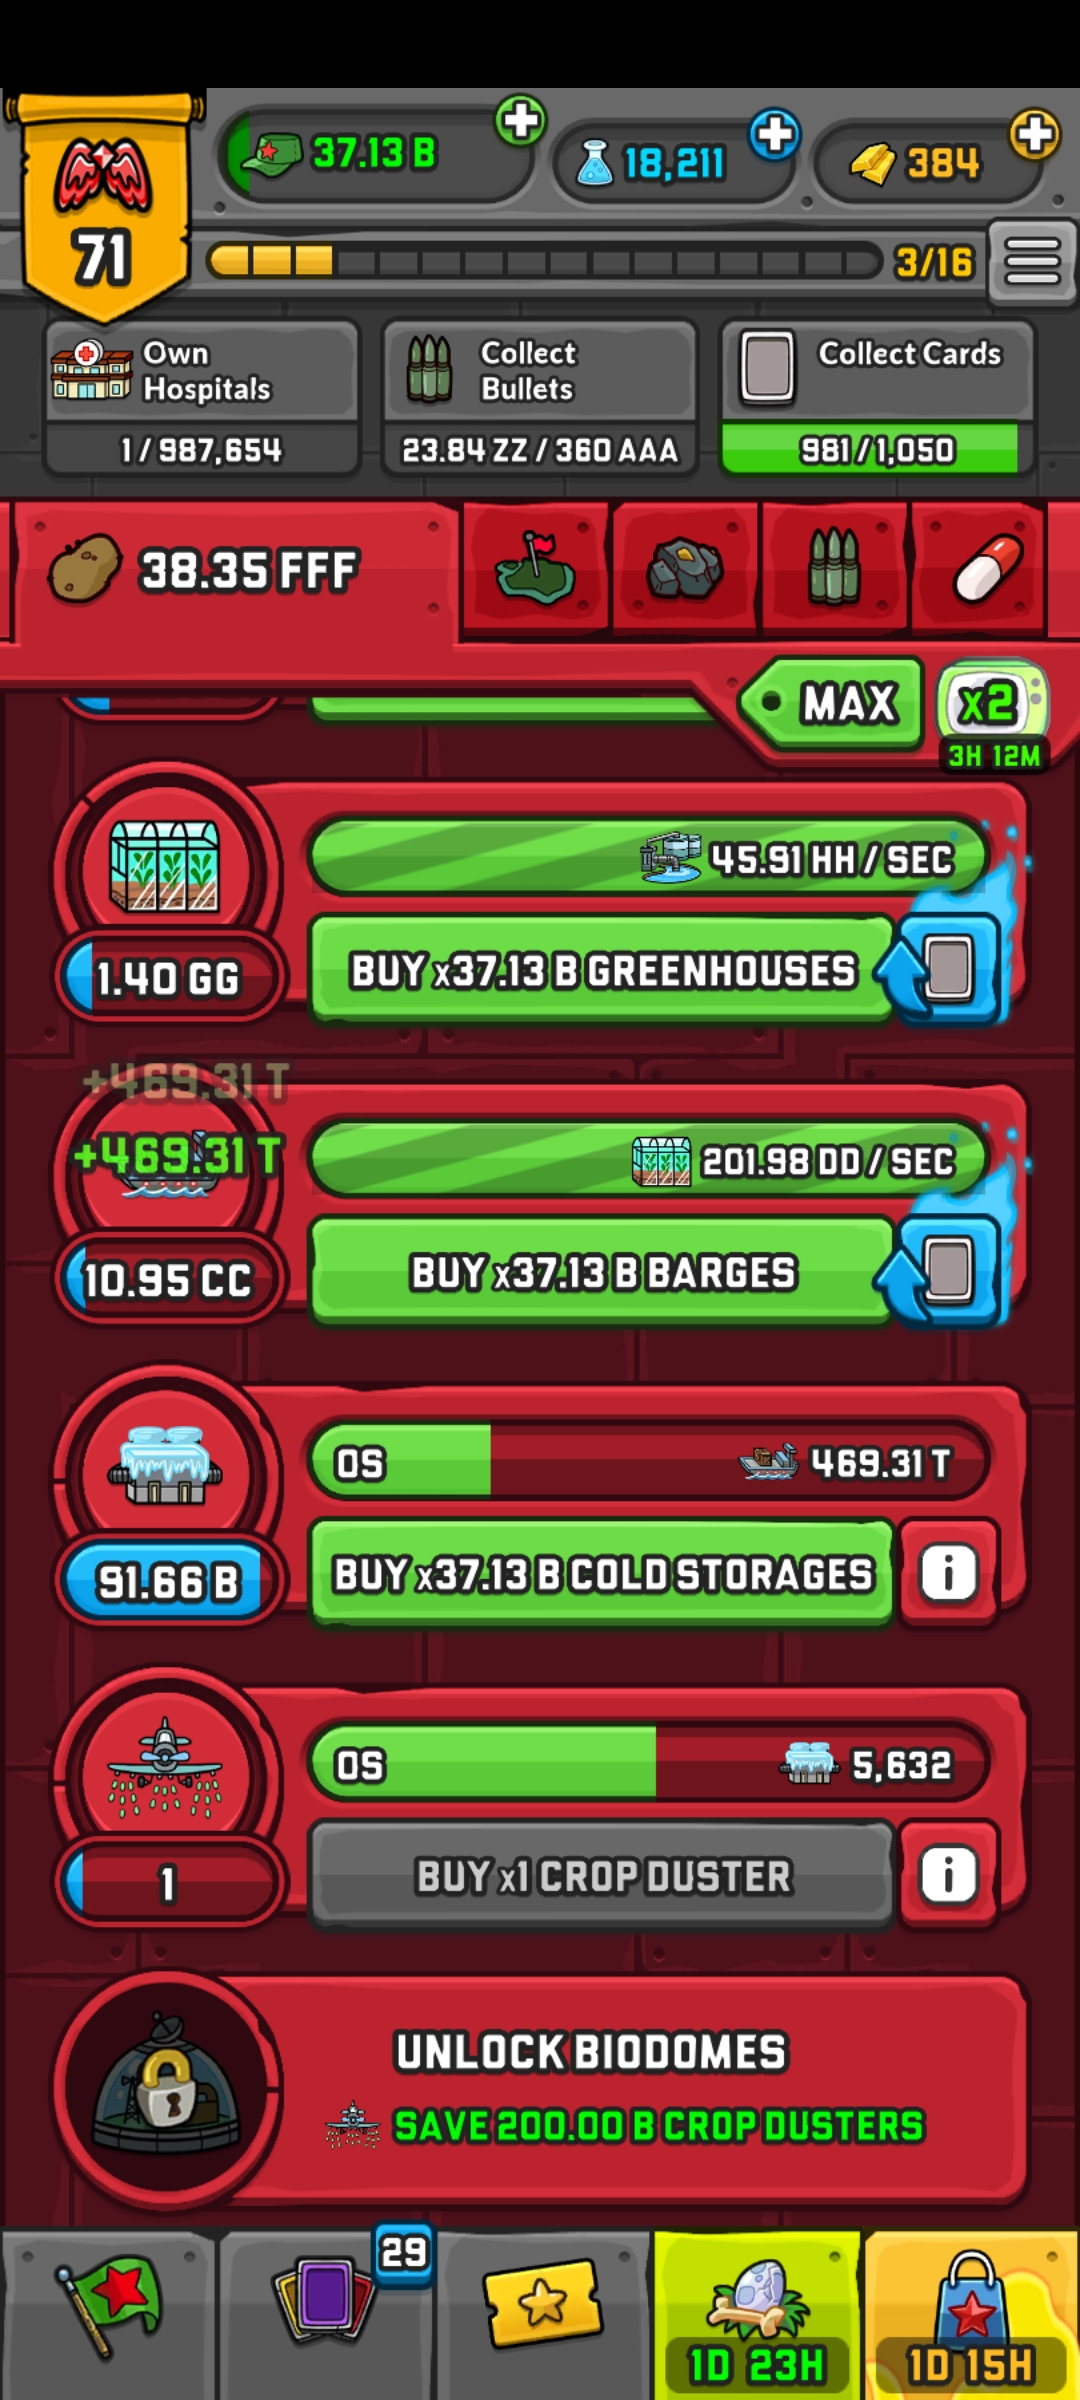 37.13 B
18,211
384
71
3/16
Own
Hospitals
Collect
Bullets
Collect Cards
1 / 987,654
23.84 ZZ / 360 AAA
981 / 1,050
38.35 FFF
MAX
x2
3H 12M
45.91 HH / SEC
1.40 GG
BUY x37.13 B GREENHOUSES
+469.31 T
+469.31 T
201.98 DD / SEC
10.95 CC
BUY x37.13 B BARGES
0S
469.31 T
91.66 B
BUY x37.13 B COLD STORAGES
i
0S
5,632
1
BUY x1 CROP DUSTER
i
UNLOCK BIODOMES
SAVE 200.00 B CROP DUSTERS
29
1D 23H
1D 15H